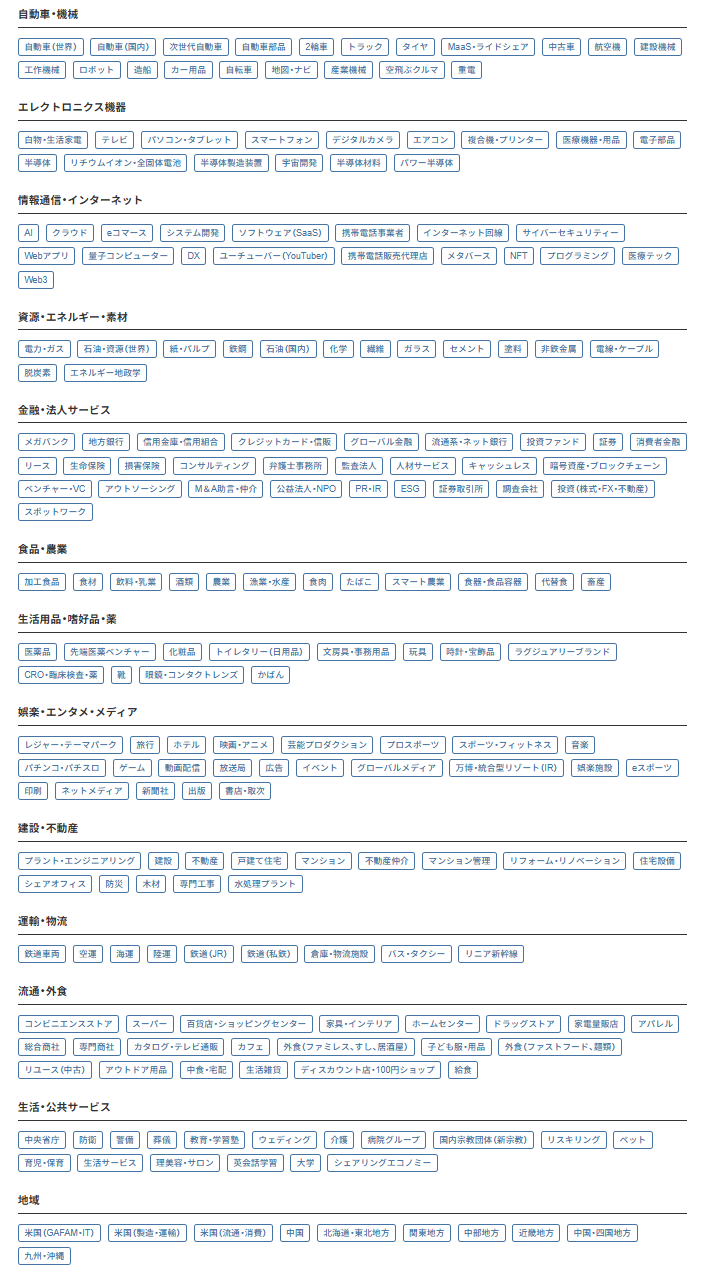 自動車・機械
自動車（世界） 自動車（国内） 次世代自動車 自動車部品 2輪車 トラック タイヤ MaaS・ライドシェア 中古車 航空機 建設機械
工作機械 ロボット 造船 カー用品 自転車 地図・ナビ 産業機械 空飛ぶクルマ 重電
エレクトロニクス機器
白物・生活家電 テレビ パソコン・タブレット スマートフォン デジタルカメラ エアコン 複合機・プリンター 医療機器・用品 電子部品
半導体 リチウムイオン・全固体電池 半導体製造装置 宇宙開発 半導体材料 パワー半導体
情報通信・インターネット
AI クラウド eコマース システム開発 ソフトウェア（SaaS） 携帯電話事業者 インターネット回線 サイバーセキュリティー
Webアプリ 量子コンピューター DX ユーチューバー（YouTuber） 携帯電話販売代理店 メタバース NFT プログラミング 医療テック
Web3
資源・エネルギー・素材
電力・ガス 石油・資源（世界） 紙・パルプ 鉄鋼 石油（国内） 化学 繊維 ガラス セメント 塗料 非鉄金属 電線・ケーブル
脱炭素 エネルギー地政学
金融・法人サービス
メガバンク 地方銀行 信用金庫・信用組合 クレジットカード・信販 グローバル金融 流通系・ネット銀行 投資ファンド 証券 消費者金融
リース 生命保険 損害保険 コンサルティング 弁護士事務所 監査法人 人材サービス キャッシュレス 暗号資産・ブロックチェーン
ベンチャー・VC アウトソーシング M＆A助言・仲介 公益法人・NPO PR・IR ESG 証券取引所 調査会社 投資（株式・FX・不動産）
スポットワーク
食品・農業
加工食品 食材 飲料・乳業 酒類 農業 漁業・水産 食肉 たばこ スマート農業 食器・食品容器 代替食 畜産
生活用品・嗜好品・薬
医薬品 先端医薬ベンチャー 化粧品 トイレタリー（日用品） 文房具・事務用品 玩具 時計・宝飾品 ラグジュアリーブランド
CRO・臨床検査・薬 靴 眼鏡・コンタクトレンズ かばん
娯楽・エンタメ・メディア
レジャー・テーマパーク 旅行 ホテル 映画・アニメ 芸能プロダクション プロスポーツ スポーツ・フィットネス 音楽
パチンコ・パチスロ ゲーム 動画配信 放送局 広告 イベント グローバルメディア 万博・統合型リゾート（IR） 娯楽施設 eスポーツ
印刷 ネットメディア 新聞社 出版 書店・取次
建設・不動産
プラント・エンジニアリング 建設 不動産 戸建て住宅 マンション 不動産仲介 マンション管理 リフォーム・リノベーション 住宅設備
シェアオフィス 防災 木材 専門工事 水処理プラント
運輸・物流
鉄道車両 空運 海運 陸運 鉄道（JR） 鉄道（私鉄） 倉庫・物流施設 バス・タクシー リニア新幹線
流通・外食
コンビニエンスストア スーパー 百貨店・ショッピングセンター 家具・インテリア ホームセンター ドラッグストア 家電量販店 アパレル
総合商社 専門商社 カタログ・テレビ通販 カフェ 外食（ファミレス、すし、居酒屋） 子ども服・用品 外食（ファストフード、麺類）
リユース（中古） アウトドア用品 中食・宅配 生活雑貨 ディスカウント店・100円ショップ 給食
生活・公共サービス
中央省庁 防衛 警備 葬儀 教育・学習塾 ウェディング 介護 病院グループ 国内宗教団体（新宗教） リスキリング ペット
育児・保育 生活サービス 理美容・サロン 英会話学習 大学 シェアリングエコノミー
地域
米国（GAFAM・IT） 米国（製造・運輸） 米国（流通・消費） 中国 北海道・東北地方 関東地方 中部地方 近畿地方 中国・四国地方
九州・沖縄